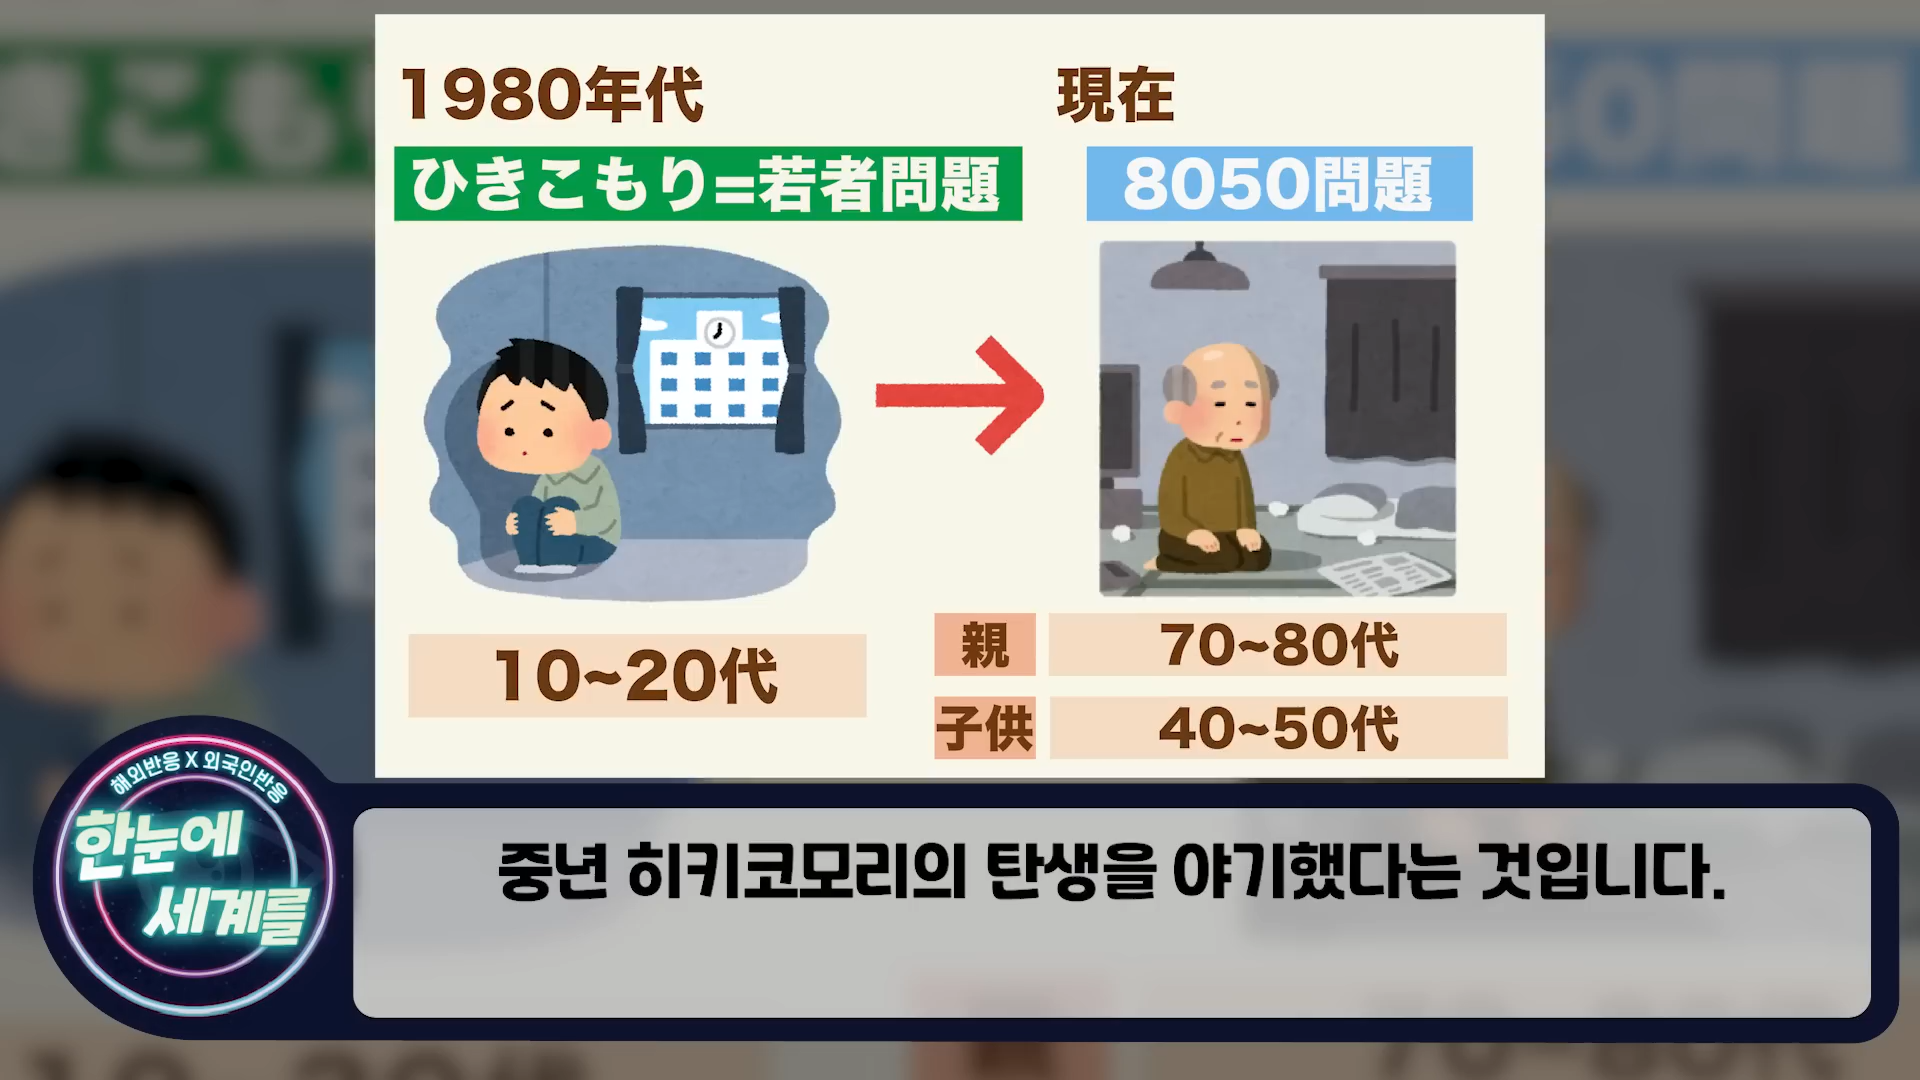 1980年代
現在
ひきこもり=若者問題
8050問題
10~20代
親
70~80代
子供
40~50代
해외반응 X 외국인반응
한눈에
세계를
중년 히키코모리의 탄생을 야기했다는 것입니다.